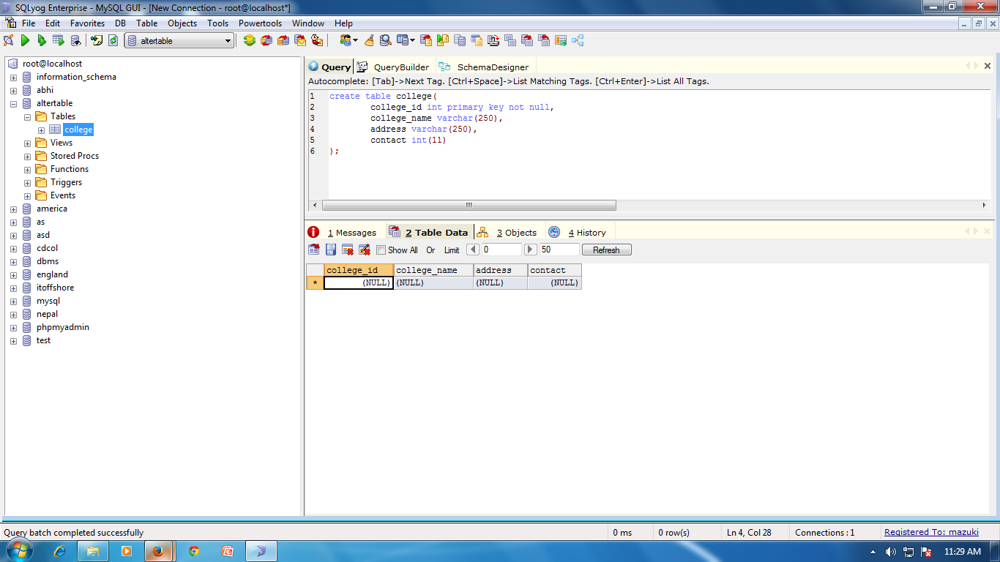 SQLyog Enterprise - MySQL GUI - [New Connection - root@localhost*]
File Edit Favorites DB Table Objects Tools Powertools Window Help
altertable
root@localhost
information_schema
abhi
altertable
Tables
college
Views
Stored Procs
Functions
Triggers
Events
america
as
asd
cdcol
dbms
england
itoffshore
mysql
nepal
phpmyadmin
test
Query QueryBuilder SchemaDesigner
Autocomplete: [Tab]->Next Tag. [Ctrl+Space]->List Matching Tags. [Ctrl+Enter]->List All Tags.
1 create table college(
2 college_id int primary key not null,
3 college_name varchar(250),
4 address varchar(250),
5 contact int(11)
6 );
1 Messages 2 Table Data 3 Objects 4 History
Show All Or Limit 0 50 Refresh
college_id college_name address contact
* (NULL) (NULL) (NULL) (NULL)
Query batch completed successfully 0 ms 0 row(s) Ln 4, Col 28 Connections : 1 Registered To: mazuki
11:29 AM